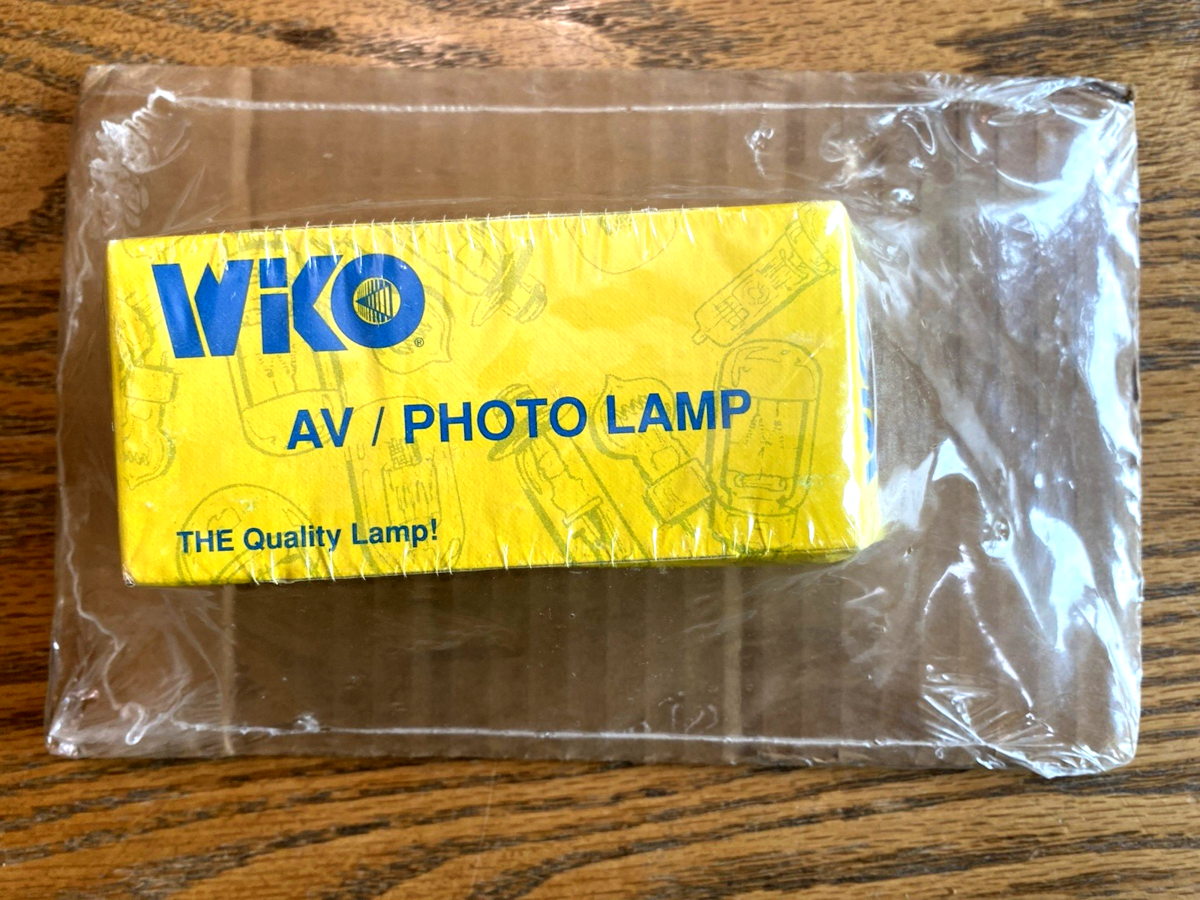 WiKO®
AV / PHOTO LAMP
THE Quality Lamp!